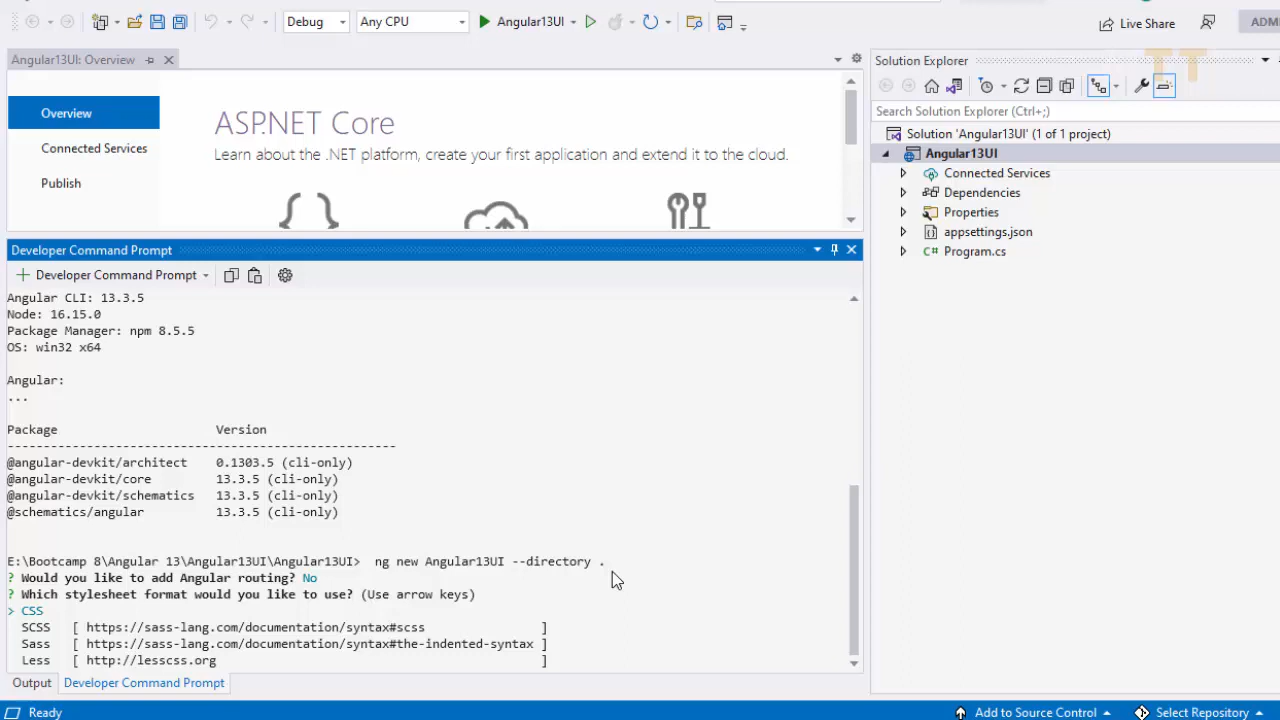 Debug
Any CPU
Angular13UI
Live Share
ADM
Angular13UI: Overview
Overview
Connected Services
Publish
ASP.NET Core
Learn about the .NET platform, create your first application and extend it to the cloud.
Developer Command Prompt
Developer Command Prompt
Angular CLI: 13.3.5
Node: 16.15.0
Package Manager: npm 8.5.5
OS: win32 x64
Angular:
...
Package Version
------------------------------------------------------
@angular-devkit/architect 0.1303.5 (cli-only)
@angular-devkit/core 13.3.5 (cli-only)
@angular-devkit/schematics 13.3.5 (cli-only)
@schematics/angular 13.3.5 (cli-only)
E:\Bootcamp 8\Angular 13\Angular13UI\Angular13UI> ng new Angular13UI --directory .
? Would you like to add Angular routing? No
? Which stylesheet format would you like to use? (Use arrow keys)
> CSS
SCSS [ https://sass-lang.com/documentation/syntax#scss ]
Sass [ https://sass-lang.com/documentation/syntax#the-indented-syntax ]
Less [ http://lesscss.org ]
Output
Developer Command Prompt
Solution Explorer
TT
Search Solution Explorer (Ctrl+;)
Solution 'Angular13UI' (1 of 1 project)
Angular13UI
Connected Services
Dependencies
Properties
appsettings.json
C# Program.cs
Ready
Add to Source Control
Select Repository